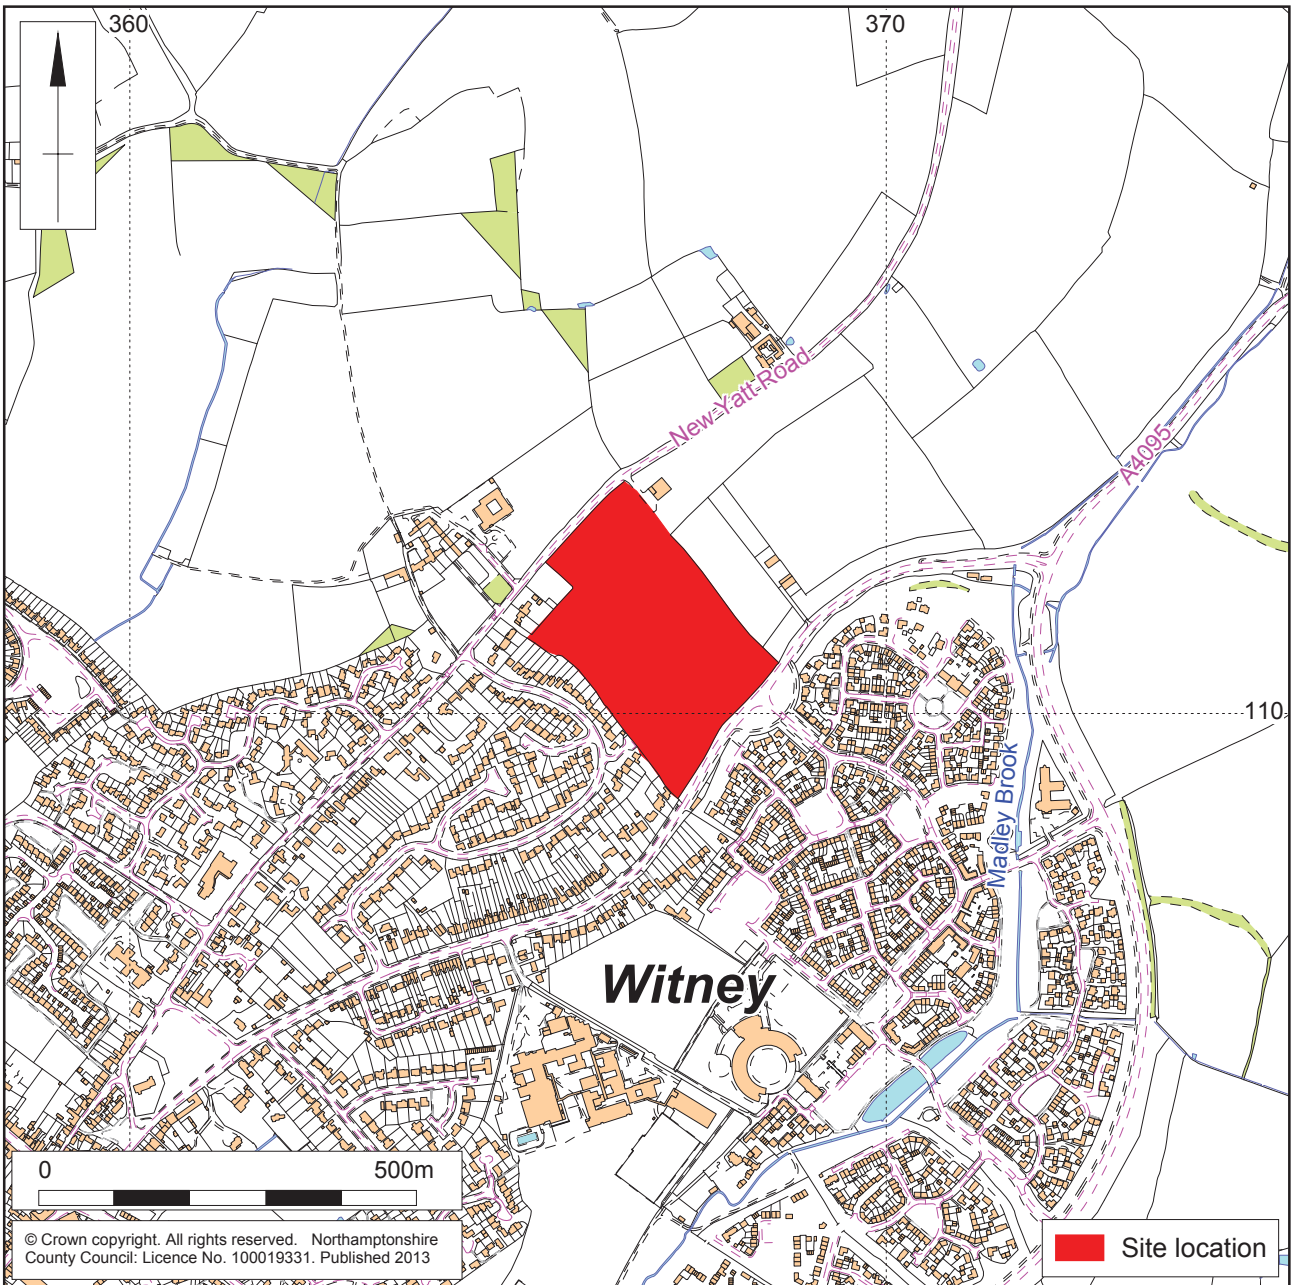 360
370
New Yatt Road
A4095
110
Madley Brook
Witney
0 500m
© Crown copyright. All rights reserved. Northamptonshire
County Council: Licence No. 100019331. Published 2013
Site location